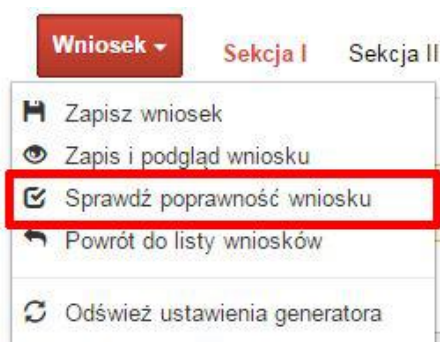 Wniosek Sekcja I Sekcja II
Zapisz wniosek
Zapis i podgląd wniosku
Sprawdź poprawność wniosku
Powrót do listy wniosków
Odśwież ustawienia generatora